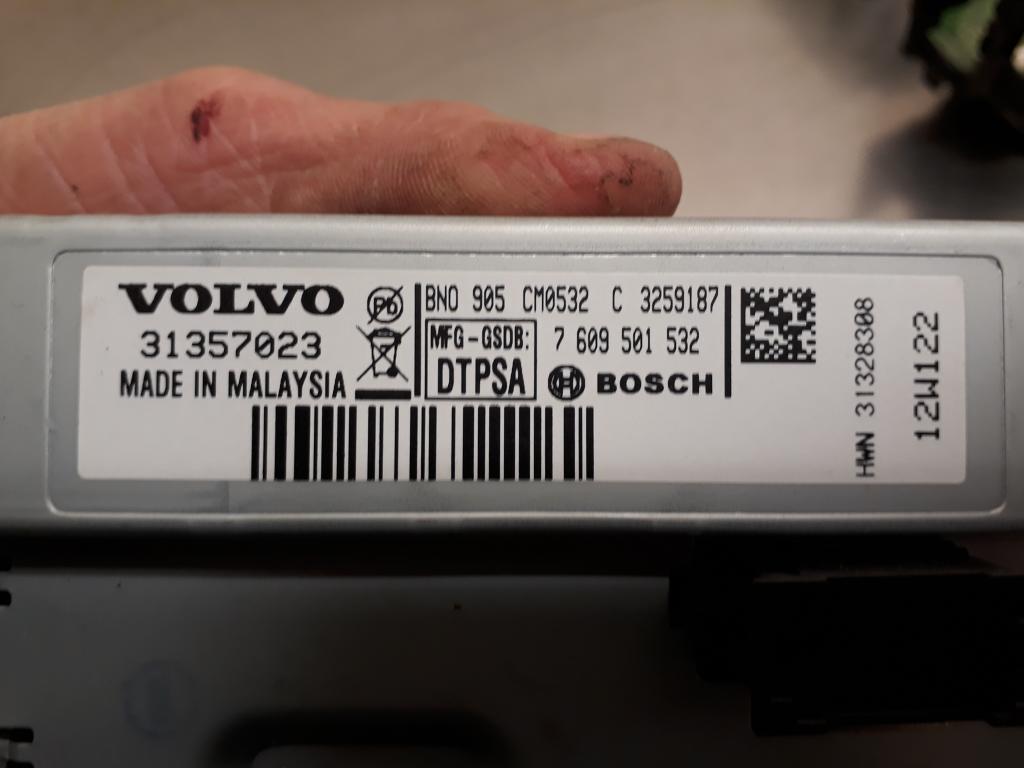 VOLVO
31357023
MADE IN MALAYSIA
Pb
BNO 905 CM0532 C 3259187
MFG-GSDB:
DTPSA
7 609 501 532
BOSCH
HWN 313283308
12W122